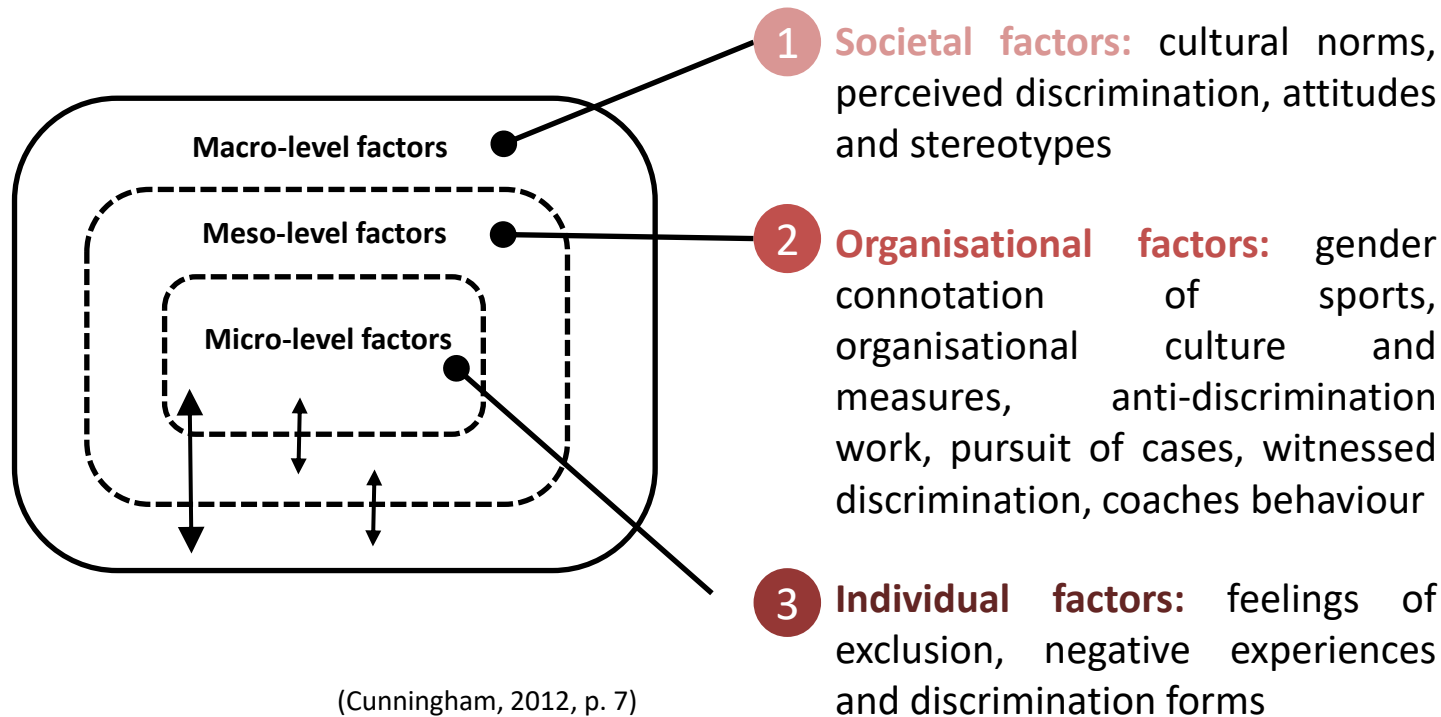 Macro-level factors
Meso-level factors
Micro-level factors
(Cunningham, 2012, p. 7)
1
Societal factors: cultural norms,
perceived discrimination, attitudes
and stereotypes
2
Organisational factors: gender
connotation of sports,
organisational culture and
measures, anti-discrimination
work, pursuit of cases, witnessed
discrimination, coaches behaviour
3
Individual factors: feelings of
exclusion, negative experiences
and discrimination forms